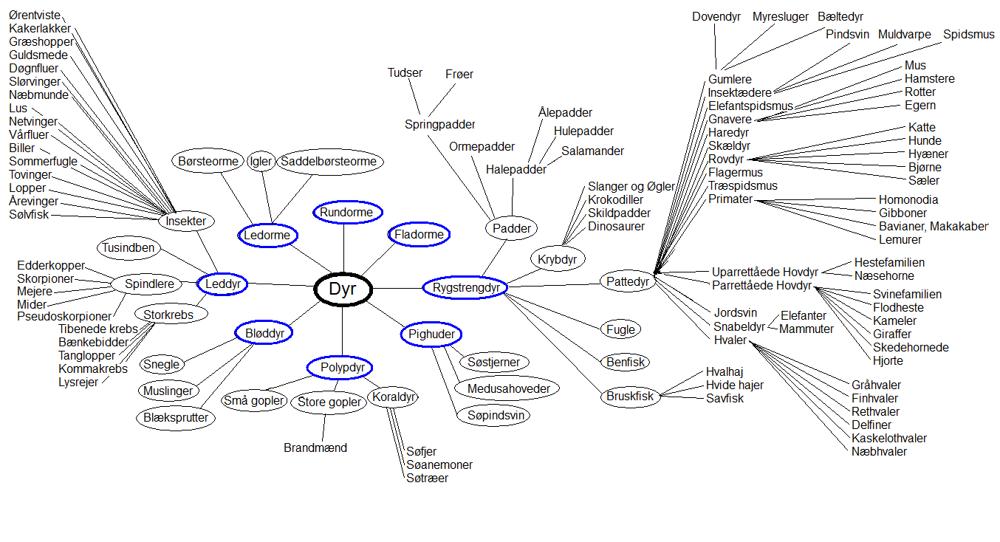 Ørentviste
Kakerlakker
Græshopper
Guldsmede
Døgnfluer
Slørvinger
Næbmunde
Lus
Netvinger
Vårfluer
Biller
Sommerfugle
Tovinger
Lopper
Årevinger
Sølvfisk
Insekter
Tusindben
Edderkopper
Skorpioner
Mejere
Mider
Pseudoskorpioner
Spindlere
Leddyr
Storkrebs
Tibenede krebs
Bænkebidder
Tanglopper
Kommakrebs
Lysrejer
Børsteorme
Igler
Saddelbørsteorme
Ledorme
Rundorme
Fladorme
Dyr
Bløddyr
Snegle
Muslinger
Blæksprutter
Polypdyr
Små gopler
Store gopler
Koraldyr
Brandmænd
Søfjer
Søanemoner
Søtræer
Pighuder
Søstjerner
Medusahoveder
Søpindsvin
Rygstrengdyr
Tudser
Frøer
Springpadder
Ormepadder
Ålepadder
Hulepadder
Salamander
Halepadder
Padder
Slanger og Øgler
Krokodiller
Skildpadder
Dinosaurer
Krybdyr
Pattedyr
Fugle
Benfisk
Bruskfisk
Hvalhaj
Hvide hajer
Savfisk
Dovendyr
Myresluger
Bæltedyr
Pindsvin
Muldvarpe
Spidsmus
Gumlere
Insektædere
Elefantspidsmus
Gnavere
Haredyr
Skældyr
Rovdyr
Flagermus
Træspidsmus
Primater
Mus
Hamstere
Rotter
Egern
Katte
Hunde
Hyæner
Bjørne
Sæler
Homonodia
Gibboner
Bavianer, Makakaber
Lemurer
Uparrettåede Hovdyr
Parrettåede Hovdyr
Hestefamilien
Næsehorne
Svinefamilien
Flodheste
Kameler
Giraffer
Skedehornede
Hjorte
Jordsvin
Snabeldyr
Hvaler
Elefanter
Mammuter
Gråhvaler
Finhvaler
Rethvaler
Delfiner
Kaskelothvaler
Næbhvaler